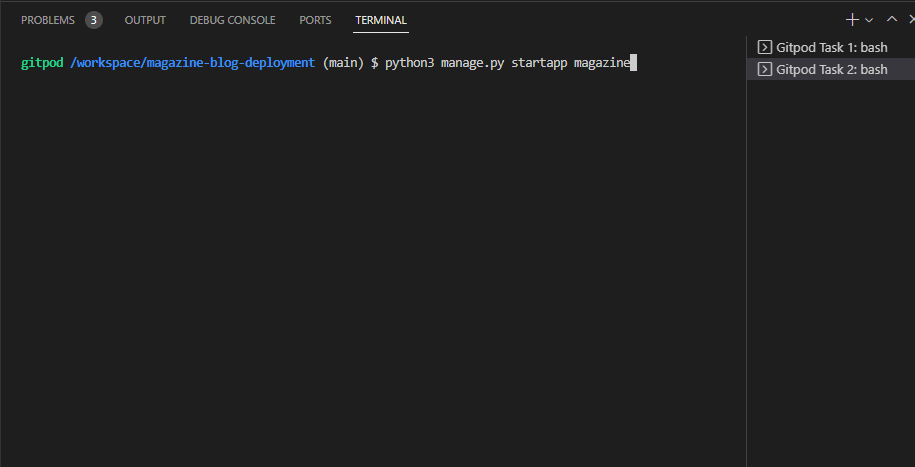 PROBLEMS 3 OUTPUT DEBUG CONSOLE PORTS TERMINAL
gitpod /workspace/magazine-blog-deployment (main) $ python3 manage.py startapp magazine
Gitpod Task 1: bash
Gitpod Task 2: bash